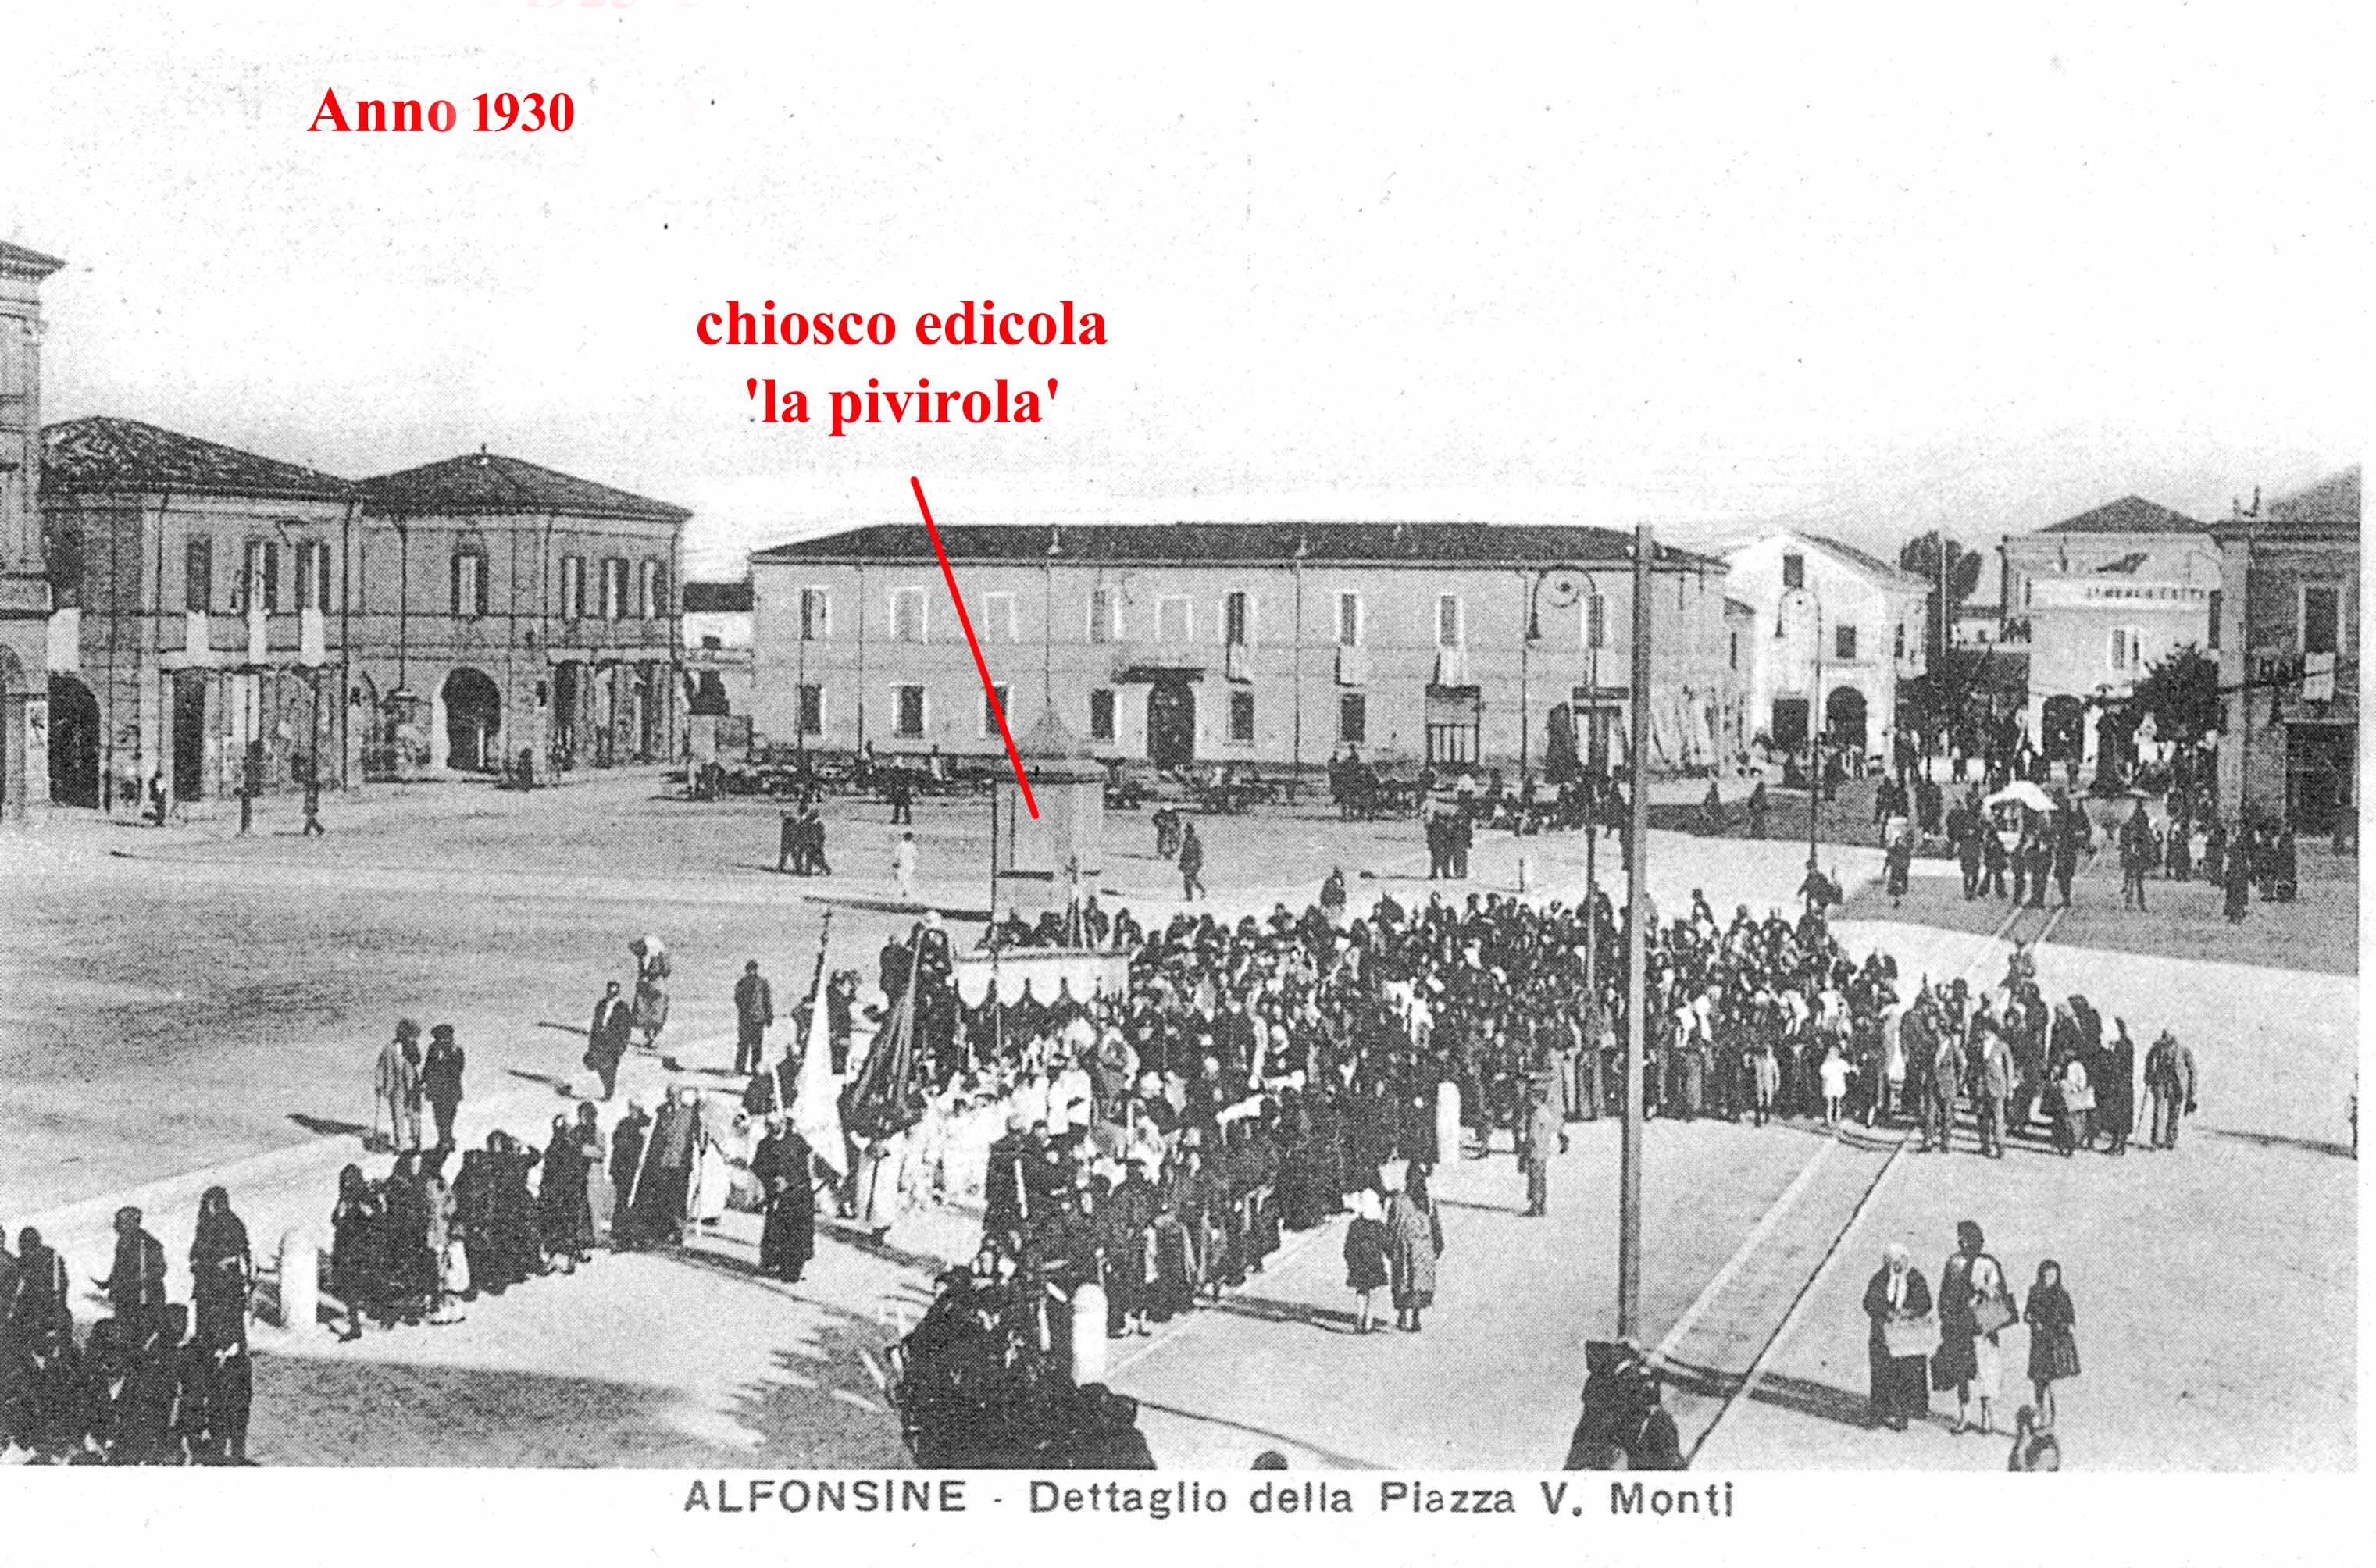 Anno 1930
chiosco edicola
'la pivirola'
ALFONSINE - Dettaglio della Piazza V. Monti